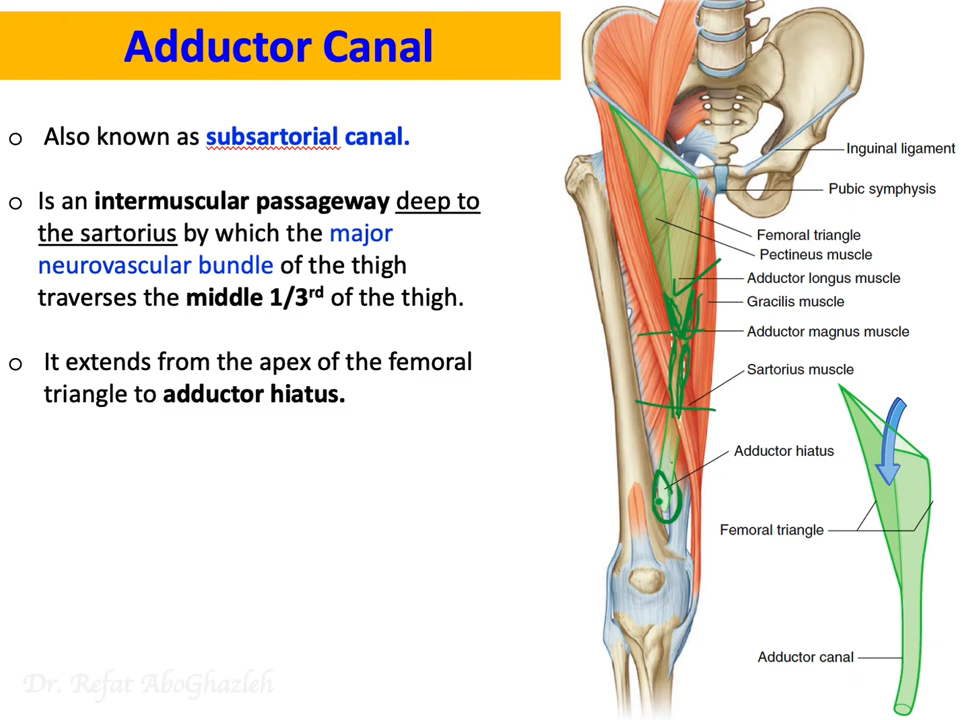 Adductor Canal
o Also known as subsartorial canal.
o Is an intermuscular passageway deep to
the sartorius by which the major
neurovascular bundle of the thigh
traverses the middle 1/3rd of the thigh.
o It extends from the apex of the femoral
triangle to adductor hiatus.
Inguinal ligament
Pubic symphysis
Femoral triangle
Pectineus muscle
Adductor longus muscle
Gracilis muscle
Adductor magnus muscle
Sartorius muscle
Adductor hiatus
Femoral triangle
Adductor canal
Dr. Refat AboGhazleh